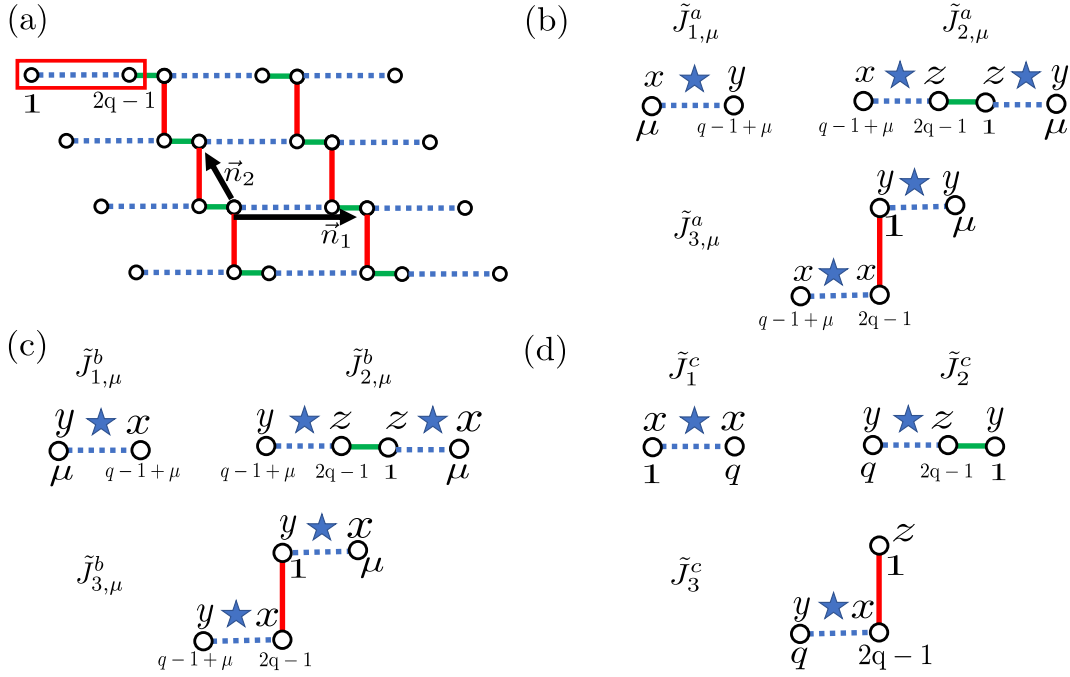 (a)
1
2q − 1
n⃗₂
n⃗₁
(b)
J̃ᵃ₁,μ
x ★ y
μ q − 1 + μ
J̃ᵃ₂,μ
x ★ z z ★ y
q − 1 + μ 2q − 1 1 μ
J̃ᵃ₃,μ
y ★ y
1 μ
x ★ x
q − 1 + μ 2q − 1
(c)
J̃ᵇ₁,μ
y ★ x
μ q − 1 + μ
J̃ᵇ₂,μ
y ★ z z ★ x
q − 1 + μ 2q − 1 1 μ
J̃ᵇ₃,μ
y ★ x
1 μ
y ★ x
q − 1 + μ 2q − 1
(d)
J̃ᶜ₁
x ★ x
1 q
J̃ᶜ₂
y ★ z y
q 2q − 1 1
J̃ᶜ₃
z
1
y ★ x
q 2q − 1